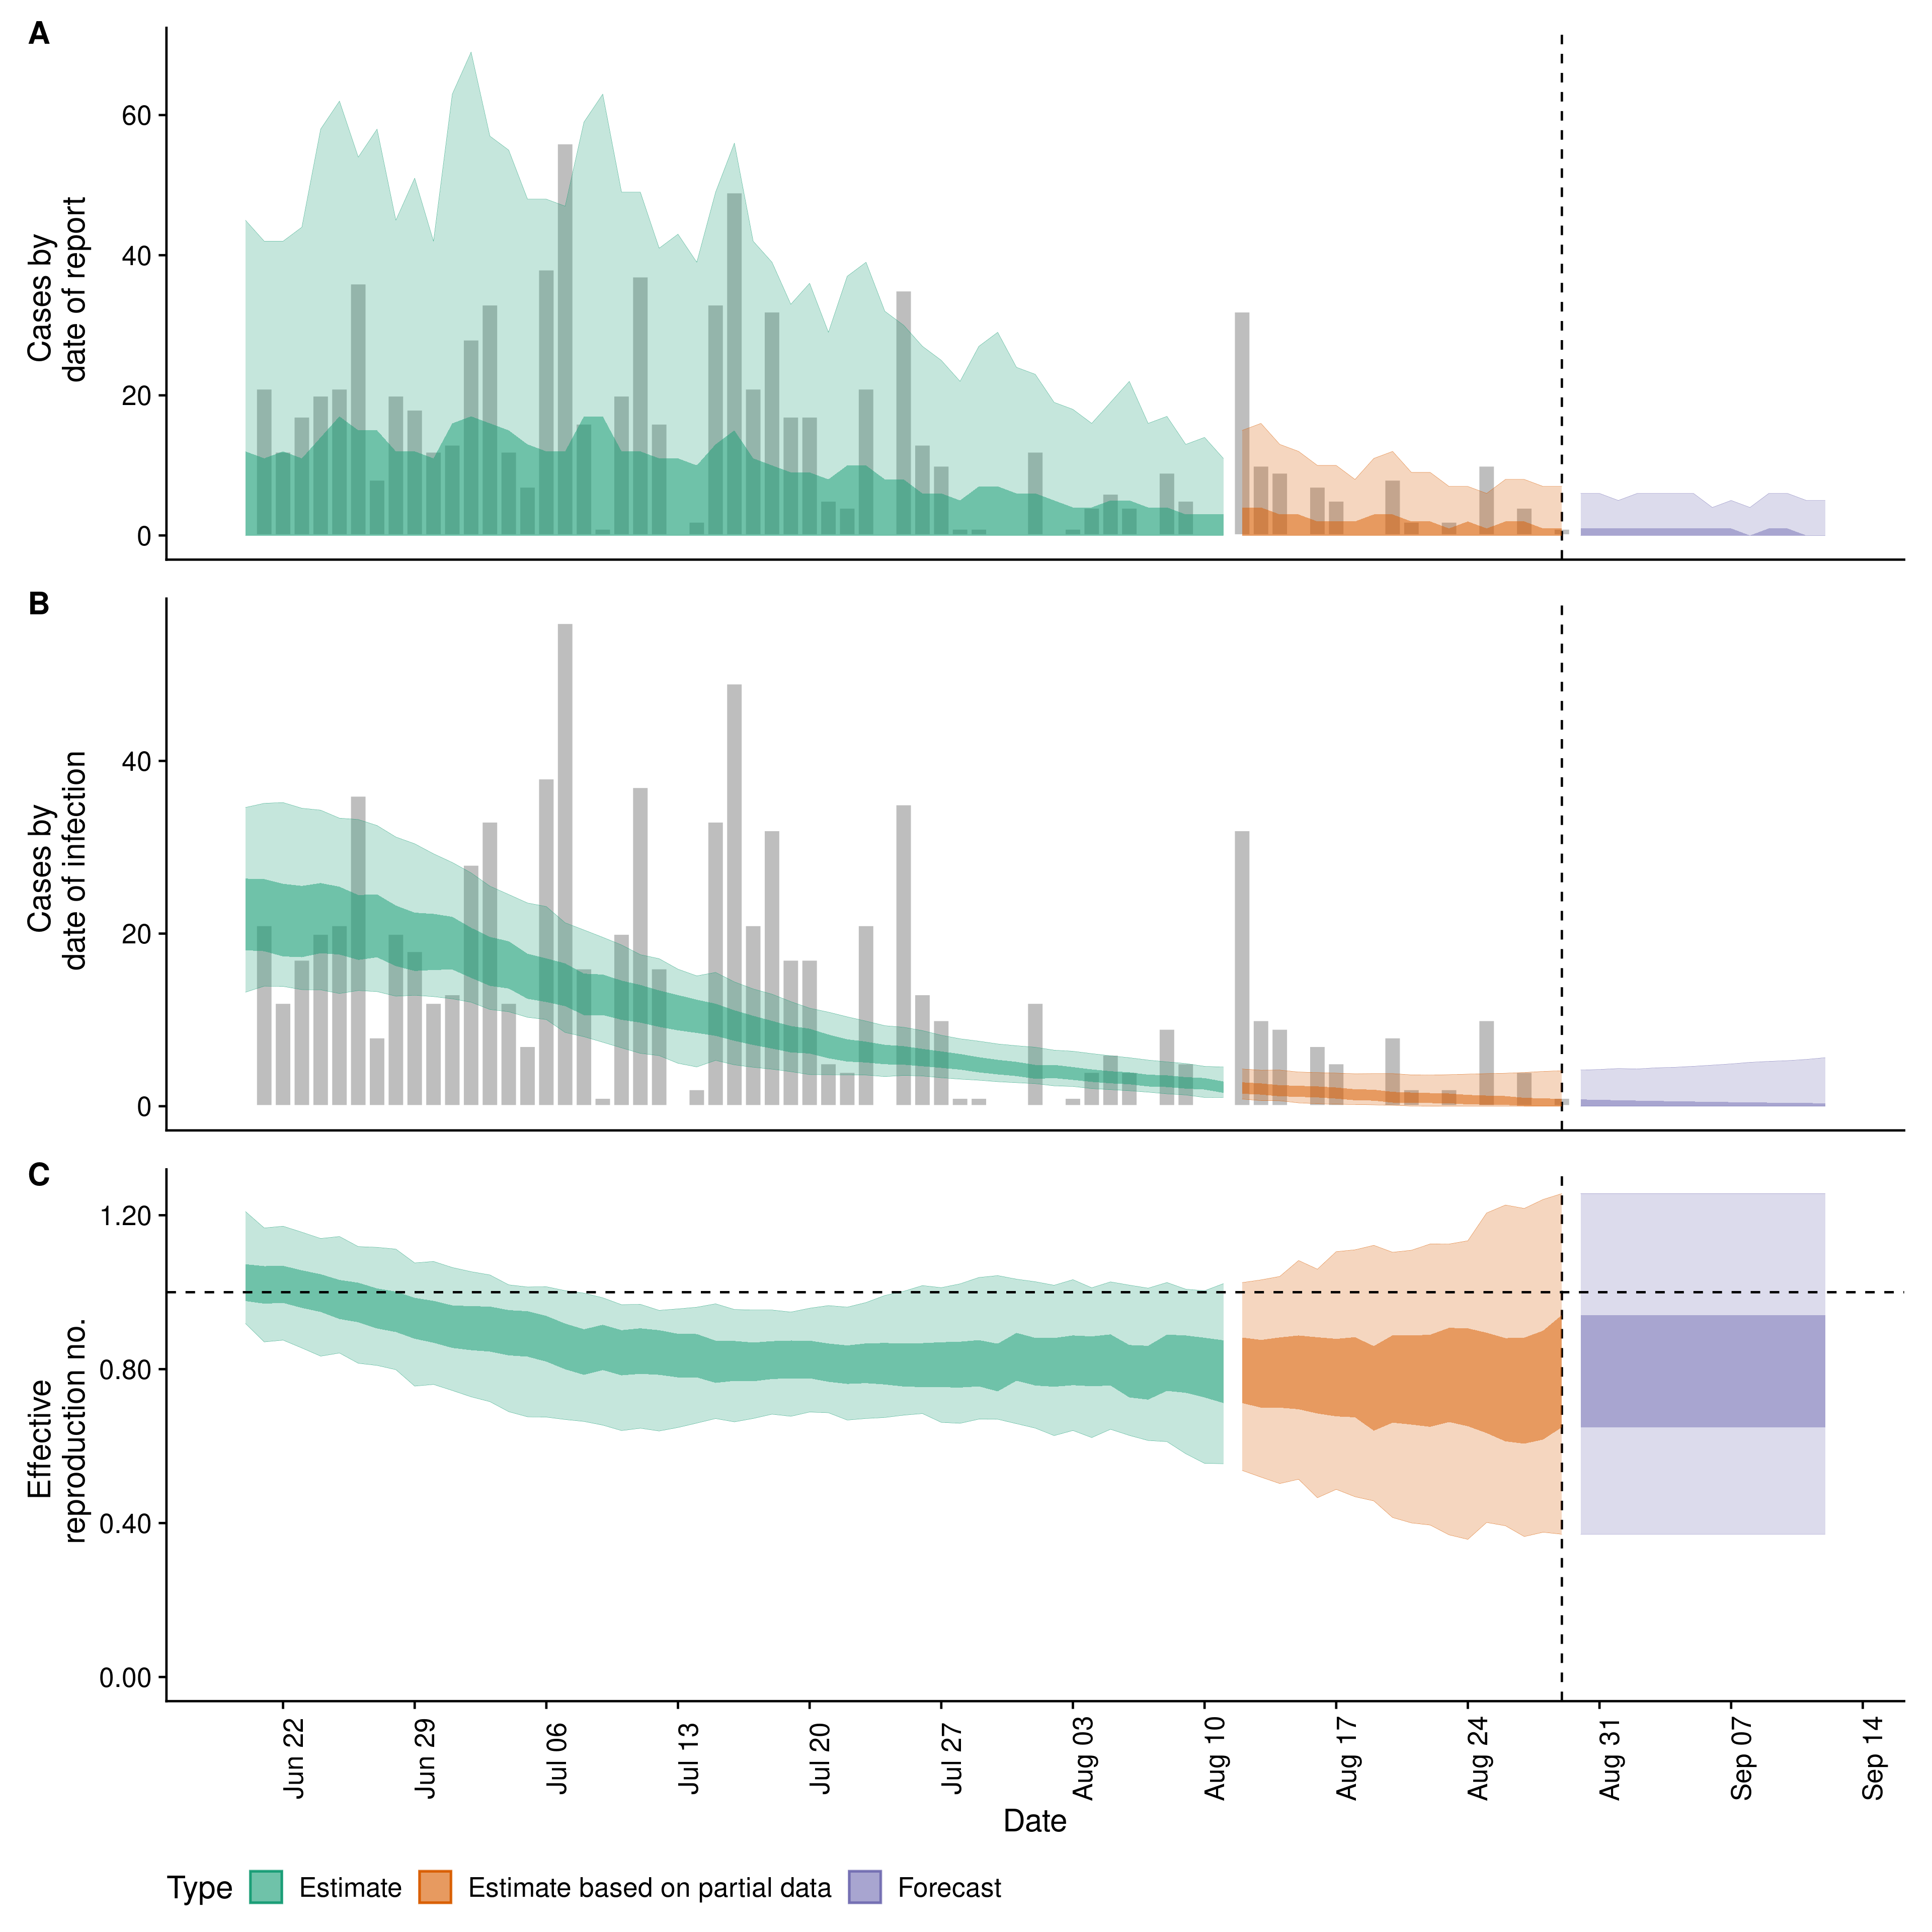 A
Cases by
date of report
60
40
20
0
B
Cases by
date of infection
40
20
0
C
Effective
reproduction no.
1.20
0.80
0.40
0.00
Jun 22
Jun 29
Jul 06
Jul 13
Jul 20
Jul 27
Aug 03
Aug 10
Aug 17
Aug 24
Aug 31
Sep 07
Sep 14
Date
Type
Estimate
Estimate based on partial data
Forecast